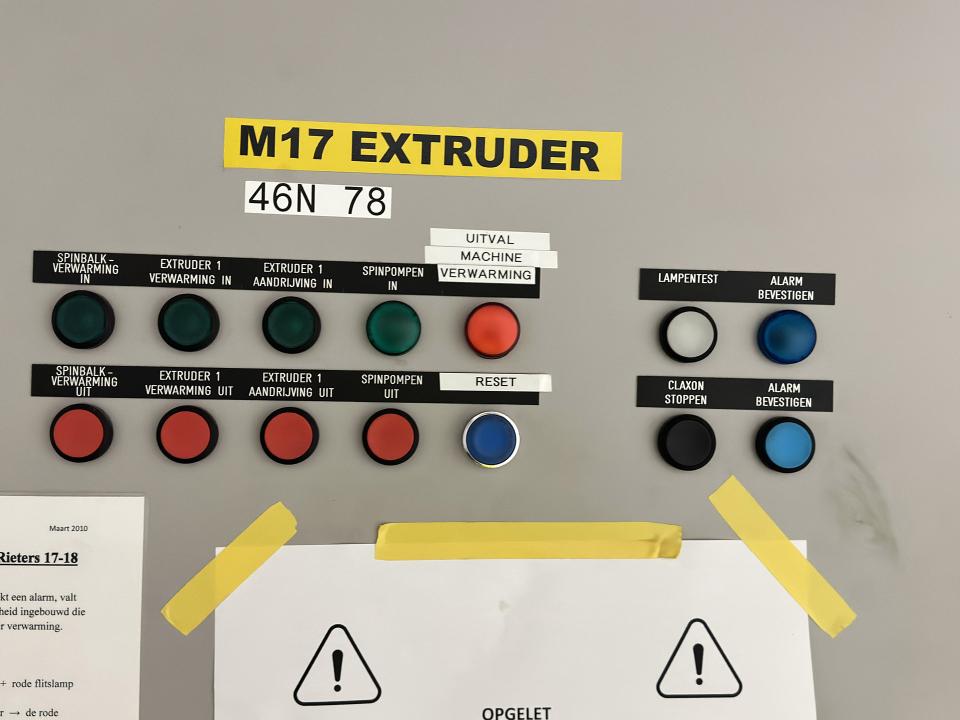 M17 EXTRUDER
46N 78
UITVAL
MACHINE
VERWARMING
SPINBALK-
VERWARMING
IN
EXTRUDER 1
VERWARMING IN
EXTRUDER 1
AANDRIJVING IN
SPINPOMPEN
IN
LAMPENTEST
ALARM
BEVESTIGEN
SPINBALK-
VERWARMING
UIT
EXTRUDER 1
VERWARMING UIT
EXTRUDER 1
AANDRIJVING UIT
SPINPOMPEN
UIT
RESET
CLAXON
STOPPEN
ALARM
BEVESTIGEN
Maart 2010
Rieters 17-18
kt een alarm, valt
heid ingebouwd die
r verwarming.
+ rode flitslamp
r → de rode
OPGELET